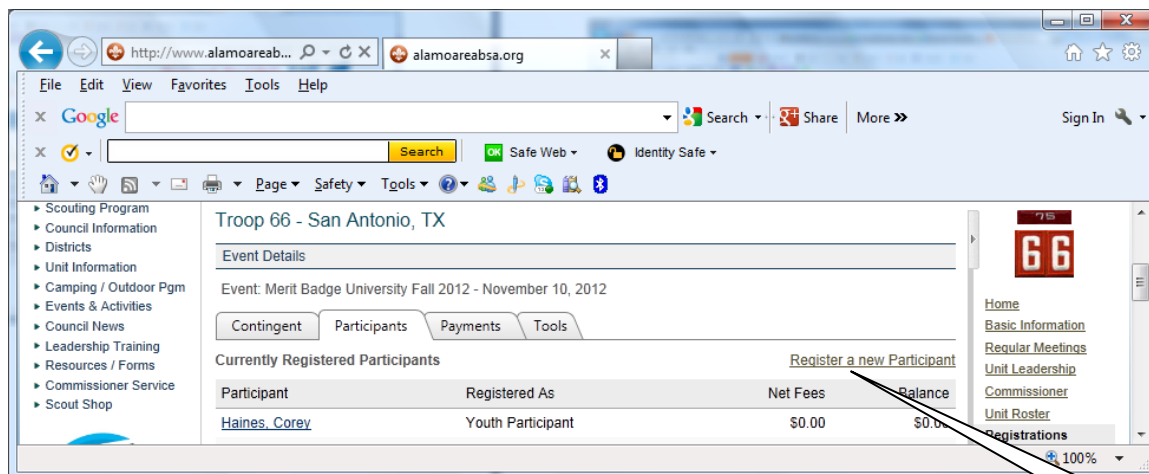 http://www.alamoareab...
alamoareabsa.org
File Edit View Favorites Tools Help
x Google Search Share More » Sign In
x Search OK Safe Web Identity Safe
Page Safety Tools
Scouting Program
Council Information
Districts
Unit Information
Camping / Outdoor Pgm
Events & Activities
Council News
Leadership Training
Resources / Forms
Commissioner Service
Scout Shop
Troop 66 - San Antonio, TX
Event Details
Event: Merit Badge University Fall 2012 - November 10, 2012
Contingent Participants Payments Tools
Currently Registered Participants Register a new Participant
Participant Registered As Net Fees Balance
Haines, Corey Youth Participant $0.00 $0.00
75
66
Home
Basic Information
Regular Meetings
Unit Leadership
Commissioner
Unit Roster
Registrations
100%